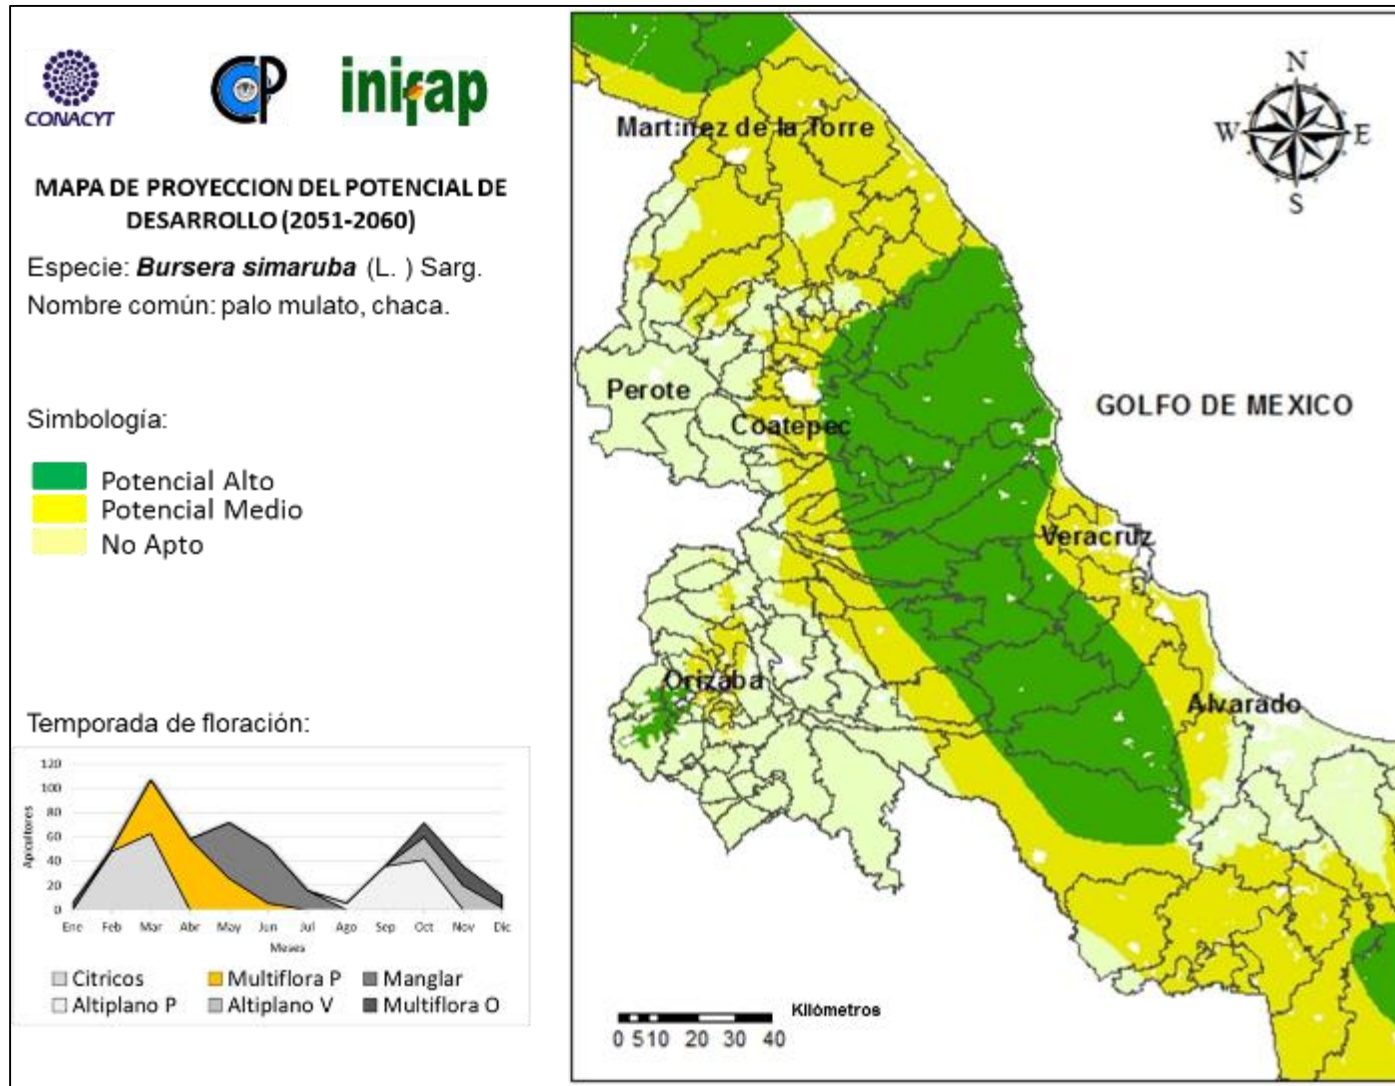 CONACYT
CP
inifap
MAPA DE PROYECCION DEL POTENCIAL DE
DESARROLLO (2051-2060)
Especie: Bursera simaruba (L. ) Sarg.
Nombre común: palo mulato, chaca.
Simbología:
Potencial Alto
Potencial Medio
No Apto
Temporada de floración:
120
100
80
60
40
20
0
Apicultores
Ene Feb Mar Abr May Jun Jul Ago Sep Oct Nov Dic
Meses
Citricos Multiflora P Manglar
Altiplano P Altiplano V Multiflora O
N
W E
S
Martinez de la Torre
Perote
Coatepec
GOLFO DE MEXICO
Veracruz
Orizaba
Alvarado
Kilómetros
0 5 10 20 30 40